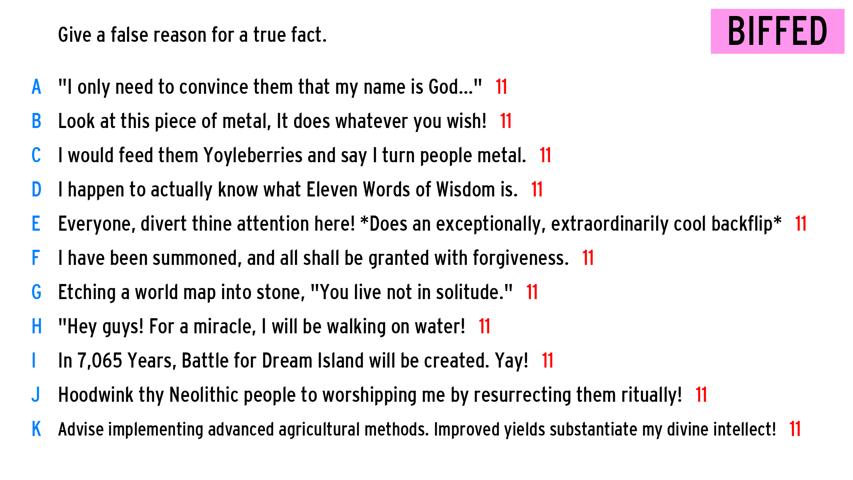 Give a false reason for a true fact.
BIFFED
A "I only need to convince them that my name is God..." 11
B Look at this piece of metal, It does whatever you wish! 11
C I would feed them Yoyleberries and say I turn people metal. 11
D I happen to actually know what Eleven Words of Wisdom is. 11
E Everyone, divert thine attention here! *Does an exceptionally, extraordinarily cool backflip* 11
F I have been summoned, and all shall be granted with forgiveness. 11
G Etching a world map into stone, "You live not in solitude." 11
H "Hey guys! For a miracle, I will be walking on water! 11
I In 7,065 Years, Battle for Dream Island will be created. Yay! 11
J Hoodwink thy Neolithic people to worshipping me by resurrecting them ritually! 11
K Advise implementing advanced agricultural methods. Improved yields substantiate my divine intellect! 11